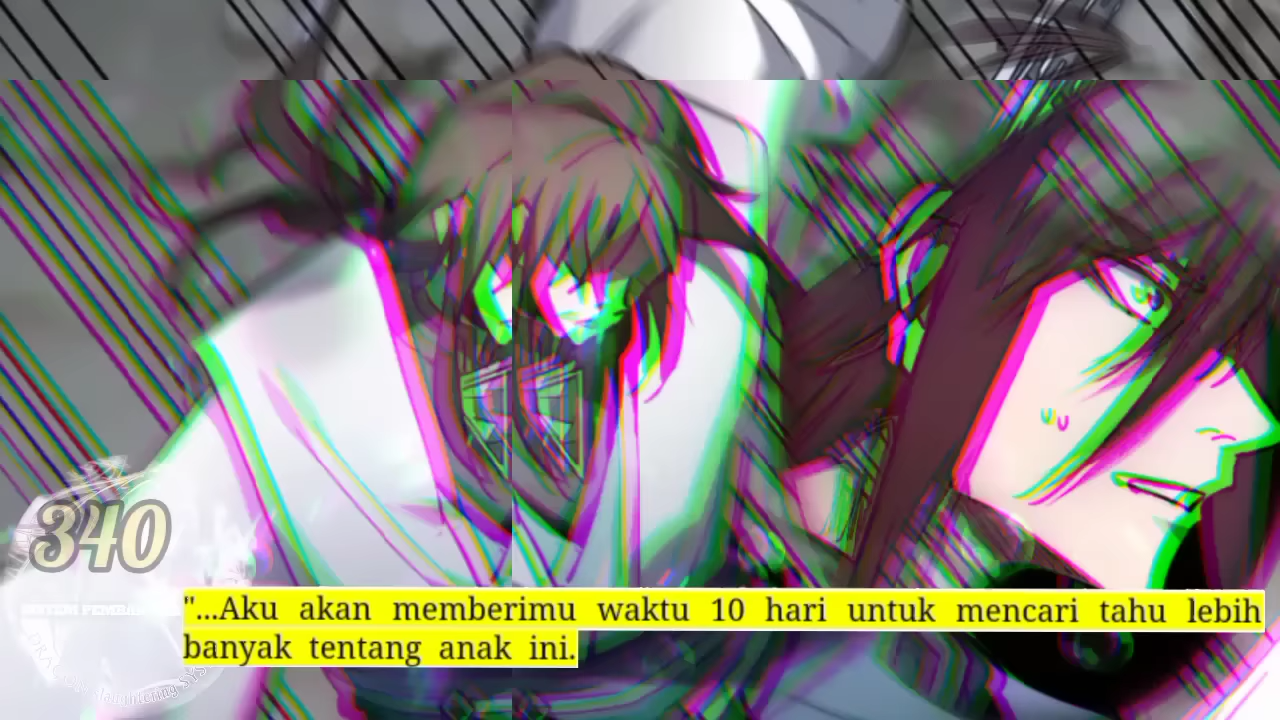 340
"...Aku akan memberimu waktu 10 hari untuk mencari tahu lebih
banyak tentang anak ini.